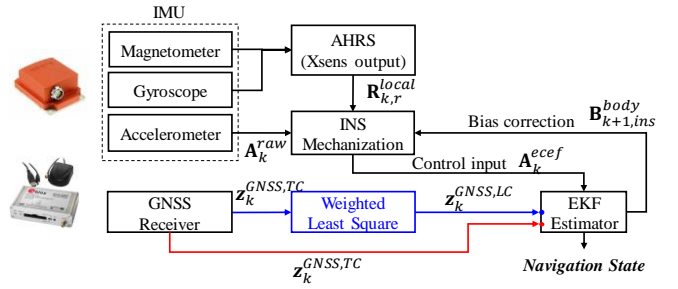 IMU
Magnetometer
Gyroscope
Accelerometer
AHRS
(Xsens output)
R_{k,r}^{local}
A_k^{raw}
INS
Mechanization
Bias correction
B_{k+1,ins}^{body}
Control input
A_k^{ecef}
GNSS
Receiver
z_k^{GNSS,TC}
Weighted
Least Square
z_k^{GNSS,LC}
EKF
Estimator
z_k^{GNSS,TC}
Navigation State